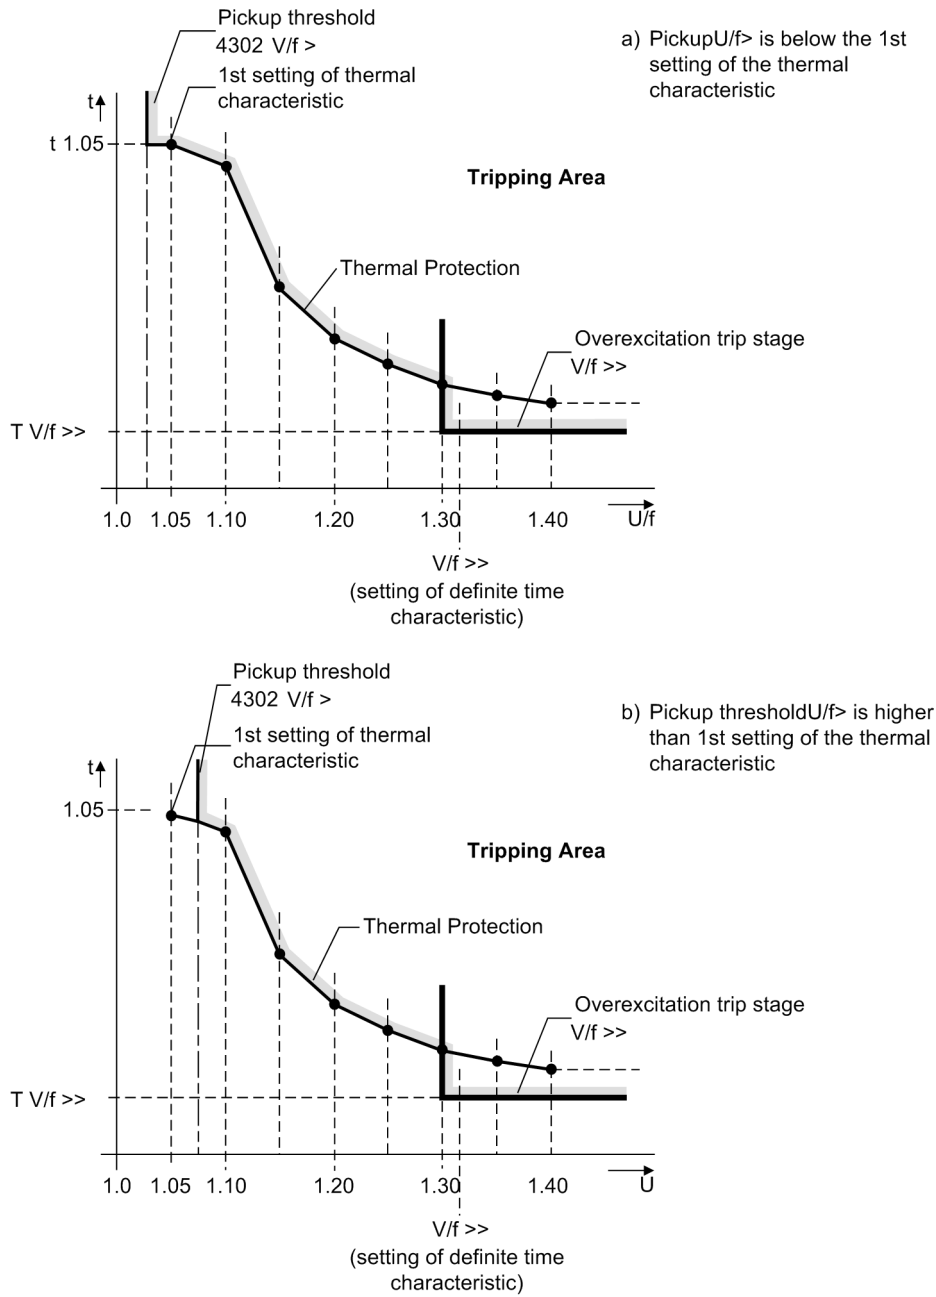 Pickup threshold
4302 V/f >
a) PickupU/f> is below the 1st
setting of the thermal
characteristic
1st setting of thermal
characteristic
t
t 1.05
Tripping Area
Thermal Protection
Overexcitation trip stage
V/f >>
T V/f >>
1.0 1.05 1.10 1.20 1.30 1.40 U/f
V/f >>
(setting of definite time
characteristic)
Pickup threshold
4302 V/f >
b) Pickup thresholdU/f> is higher
than 1st setting of the thermal
characteristic
1st setting of thermal
characteristic
t
1.05
Tripping Area
Thermal Protection
Overexcitation trip stage
V/f >>
T V/f >>
1.0 1.05 1.10 1.20 1.30 1.40 U
V/f >>
(setting of definite time
characteristic)